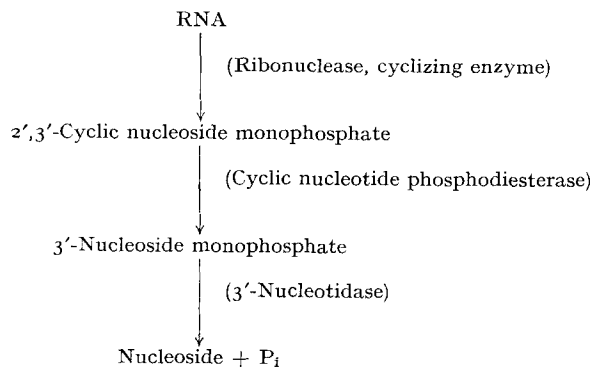 RNA
(Ribonuclease, cyclizing enzyme)
2′,3′-Cyclic nucleoside monophosphate
(Cyclic nucleotide phosphodiesterase)
3′-Nucleoside monophosphate
(3′-Nucleotidase)
Nucleoside + Pi